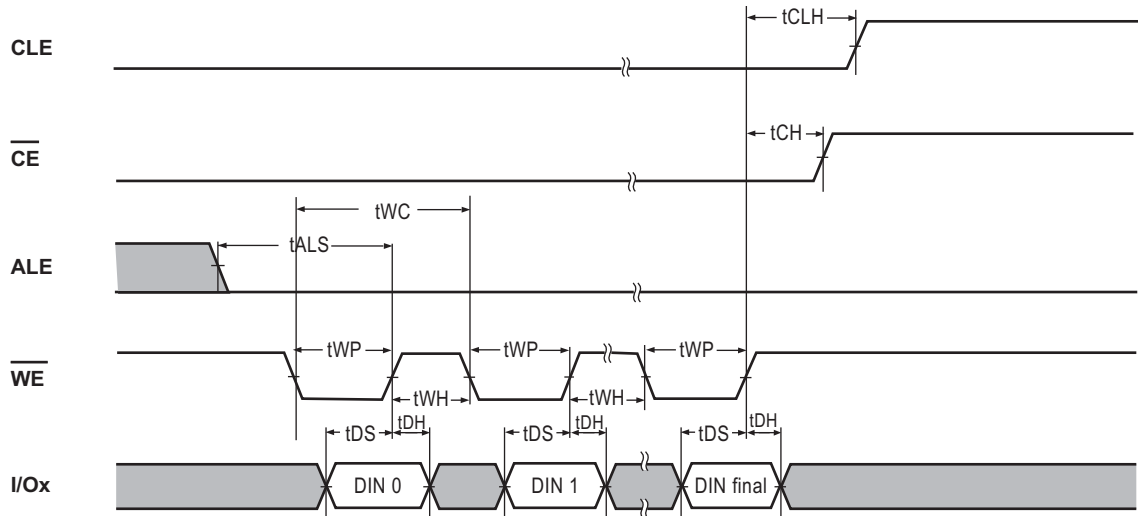 tCLH
CLE
tCH
CE
tWC
tALS
ALE
tWP tWP tWP
WE
tWH tWH
tDS tDH tDS tDH tDS tDH
I/Ox DIN 0 DIN 1 DIN final